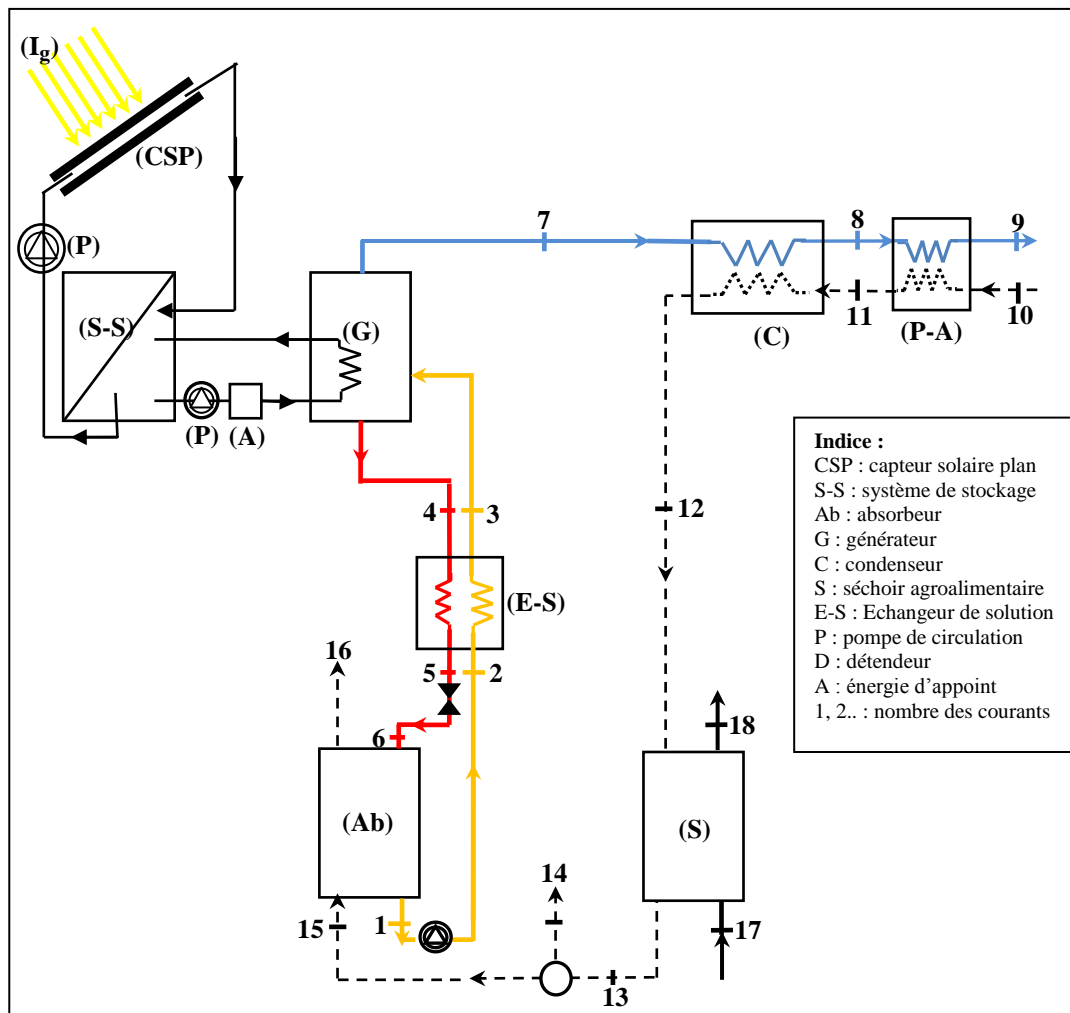 (Ig)
(CSP)
(P)
7
8
9
(S-S)
(G)
11
10
(C)
(P-A)
(P)
(A)
Indice :
CSP : capteur solaire plan
S-S : système de stockage
Ab : absorbeur
G : générateur
C : condenseur
S : séchoir agroalimentaire
E-S : Echangeur de solution
P : pompe de circulation
D : détendeur
A : énergie d'appoint
1, 2.. : nombre des courants
4
3
12
(E-S)
16
5
2
6
18
(Ab)
(S)
14
15
1
17
13